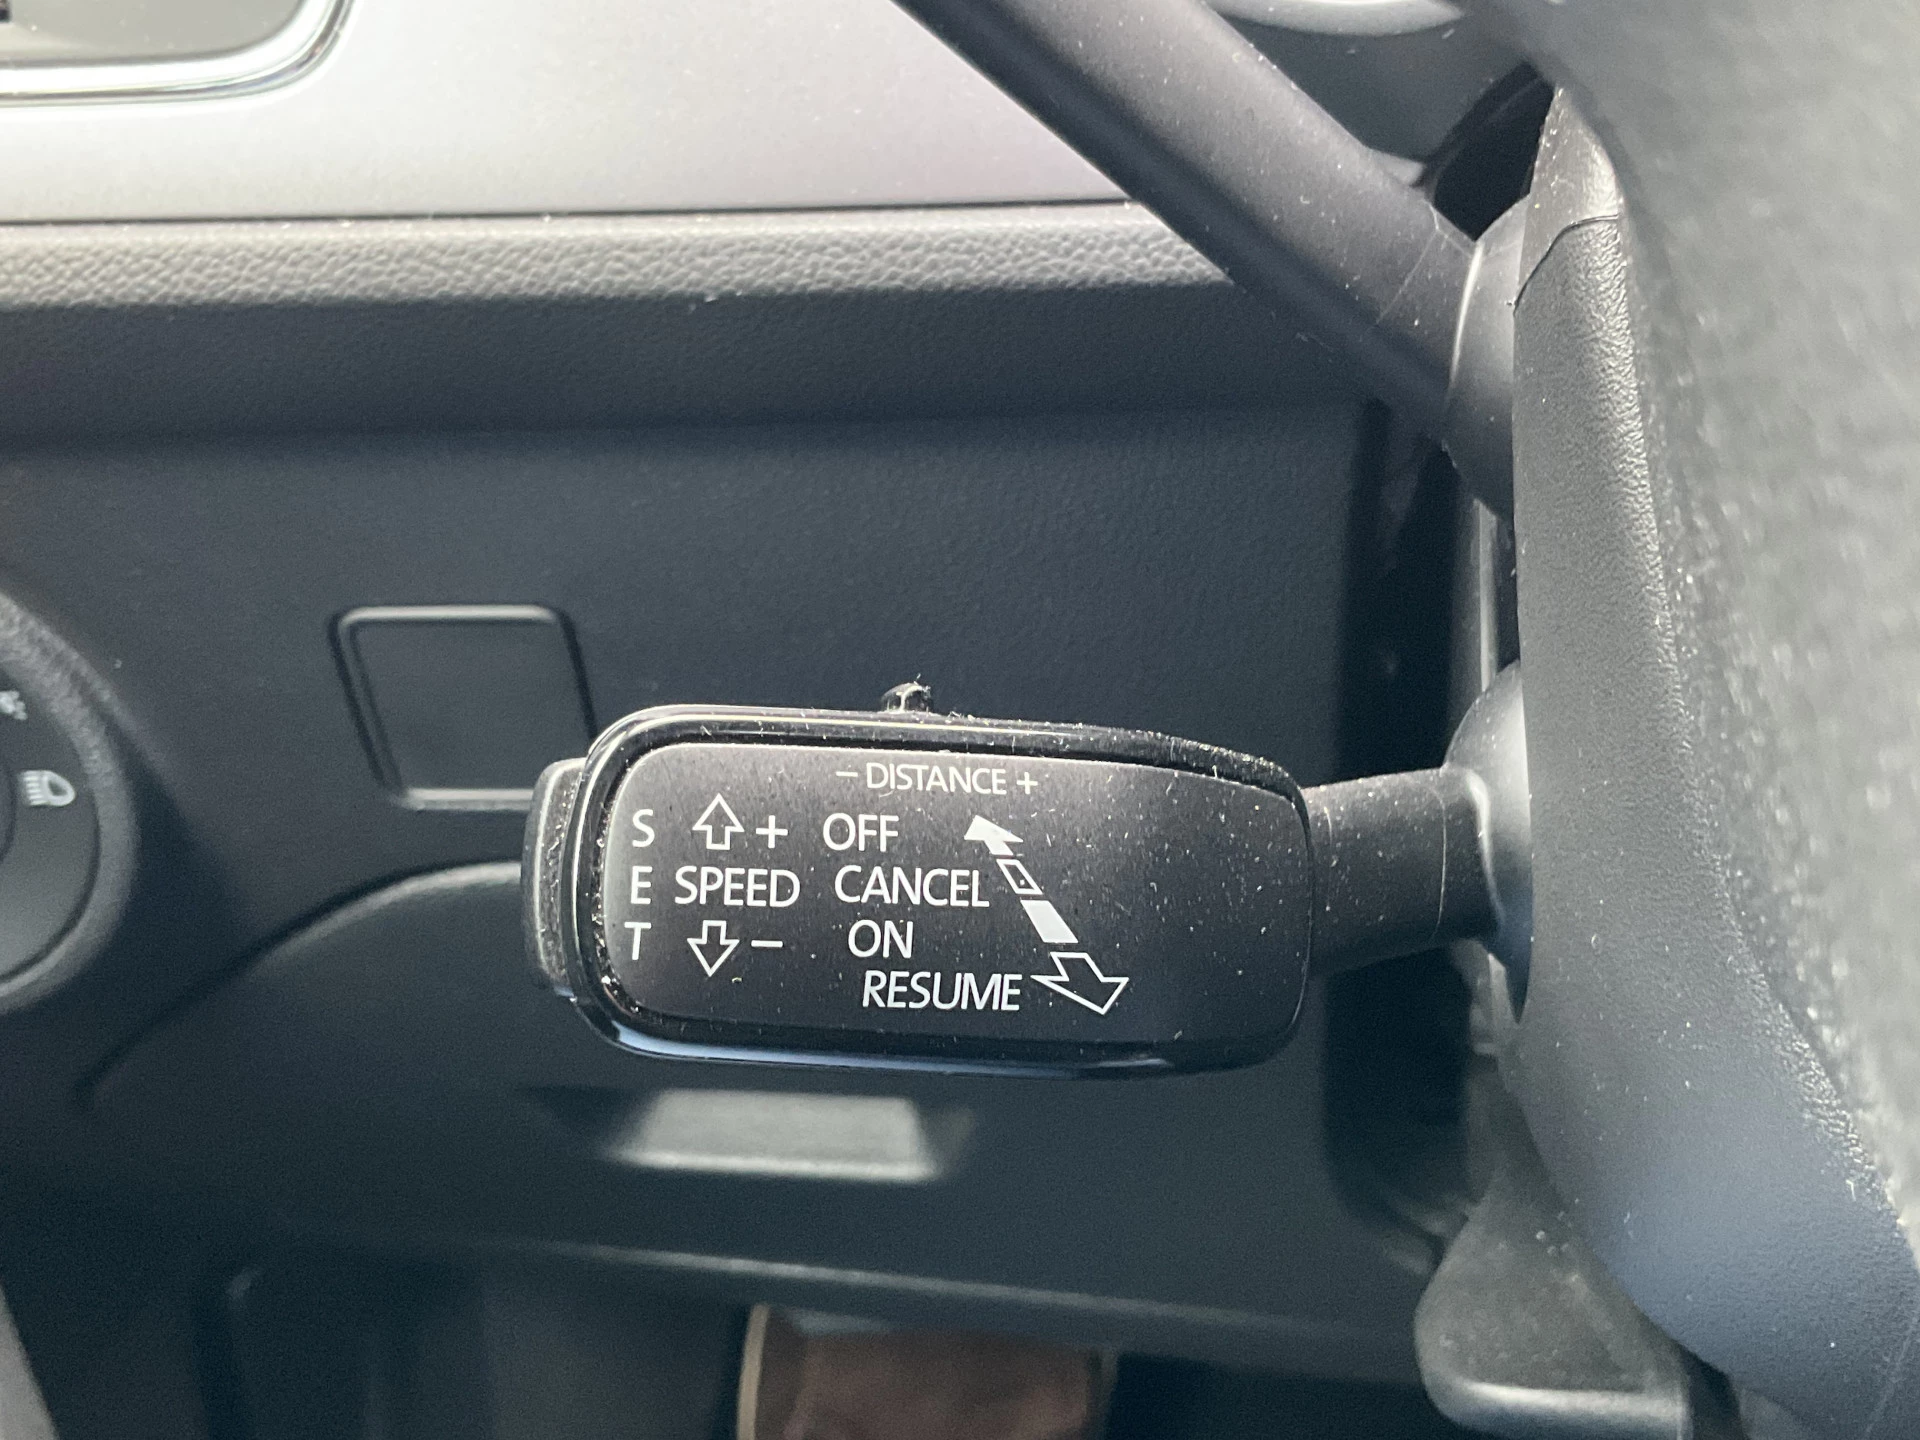 − DISTANCE +
S + OFF
E SPEED CANCEL
T − ON
RESUME